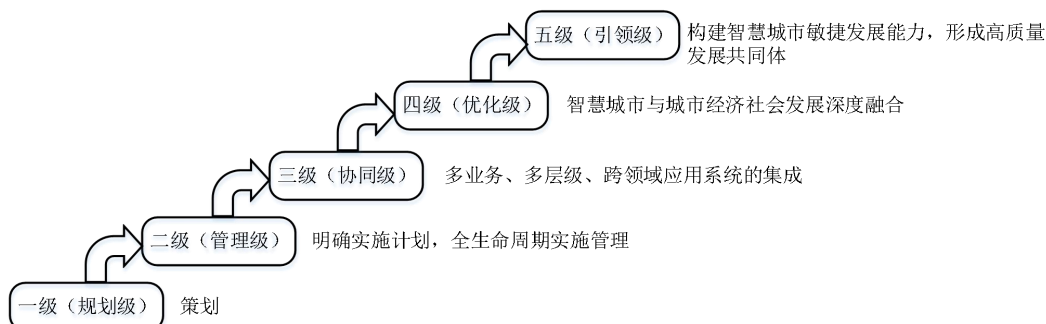 五级（引领级）
构建智慧城市敏捷发展能力，形成高质量
发展共同体
四级（优化级）
智慧城市与城市经济社会发展深度融合
三级（协同级）
多业务、多层级、跨领域应用系统的集成
二级（管理级）
明确实施计划，全生命周期实施管理
一级（规划级）
策划